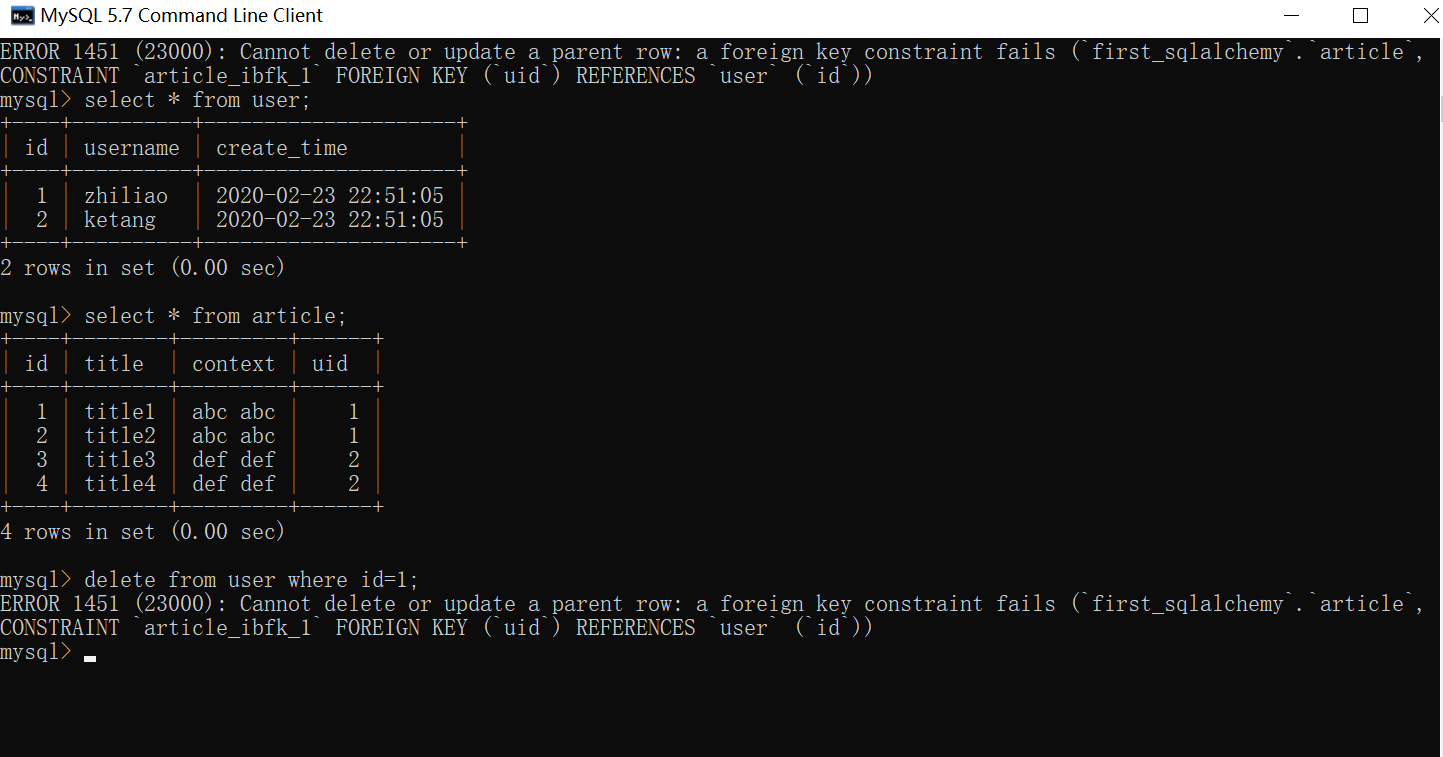 MySQL 5.7 Command Line Client
ERROR 1451 (23000): Cannot delete or update a parent row: a foreign key constraint fails (`first_sqlalchemy`.`article`,
CONSTRAINT `article_ibfk_1` FOREIGN KEY (`uid`) REFERENCES `user` (`id`))
mysql> select * from user;
+----+----------+---------------------+
| id | username | create_time         |
+----+----------+---------------------+
|  1 | zhiliao  | 2020-02-23 22:51:05 |
|  2 | ketang   | 2020-02-23 22:51:05 |
+----+----------+---------------------+
2 rows in set (0.00 sec)

mysql> select * from article;
+----+--------+---------+------+
| id | title  | context | uid  |
+----+--------+---------+------+
|  1 | title1 | abc abc |    1 |
|  2 | title2 | abc abc |    1 |
|  3 | title3 | def def |    2 |
|  4 | title4 | def def |    2 |
+----+--------+---------+------+
4 rows in set (0.00 sec)

mysql> delete from user where id=1;
ERROR 1451 (23000): Cannot delete or update a parent row: a foreign key constraint fails (`first_sqlalchemy`.`article`,
CONSTRAINT `article_ibfk_1` FOREIGN KEY (`uid`) REFERENCES `user` (`id`))
mysql>